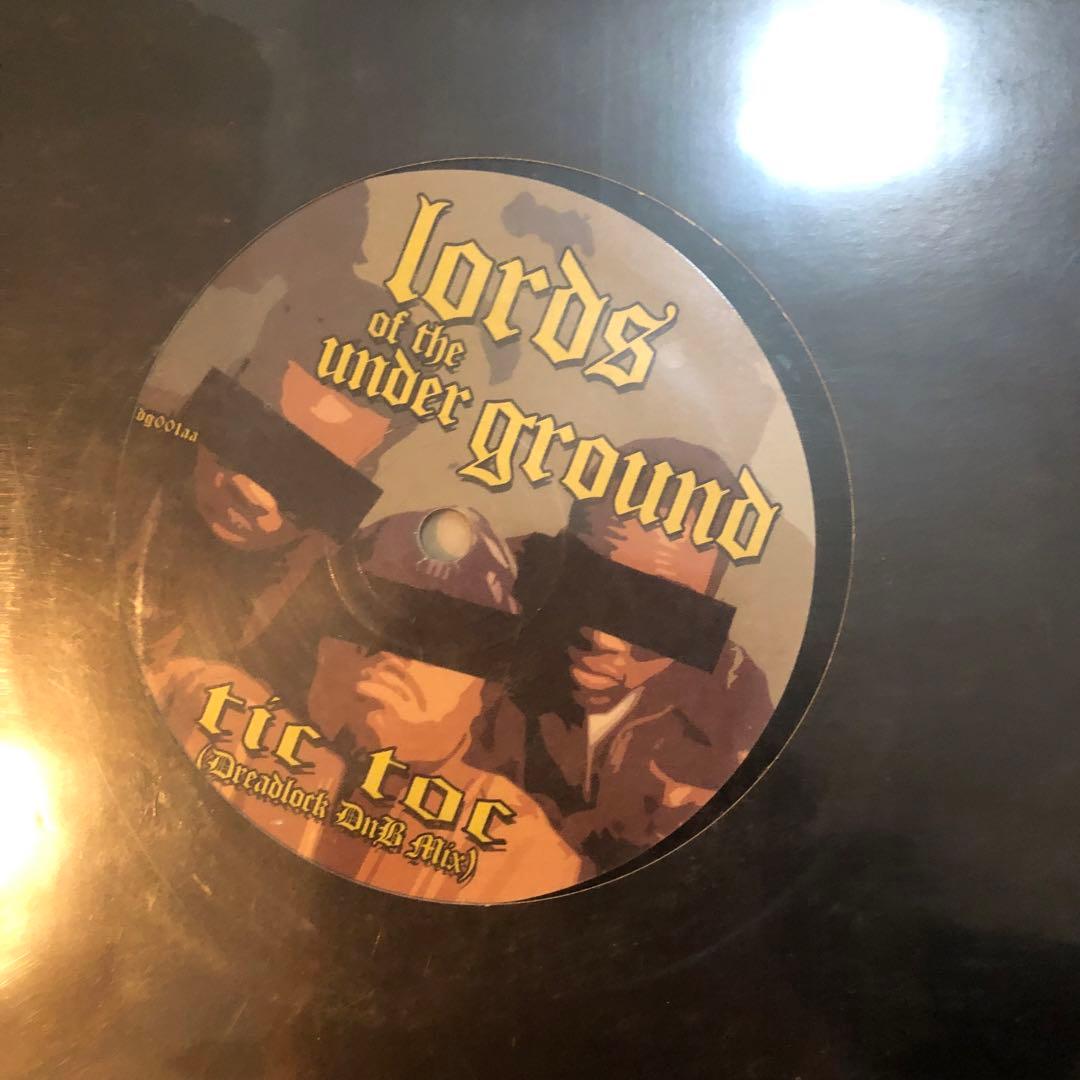 lords
of the
under ground
dg001aa
tic toc
(Dreadlock DnB Mix)